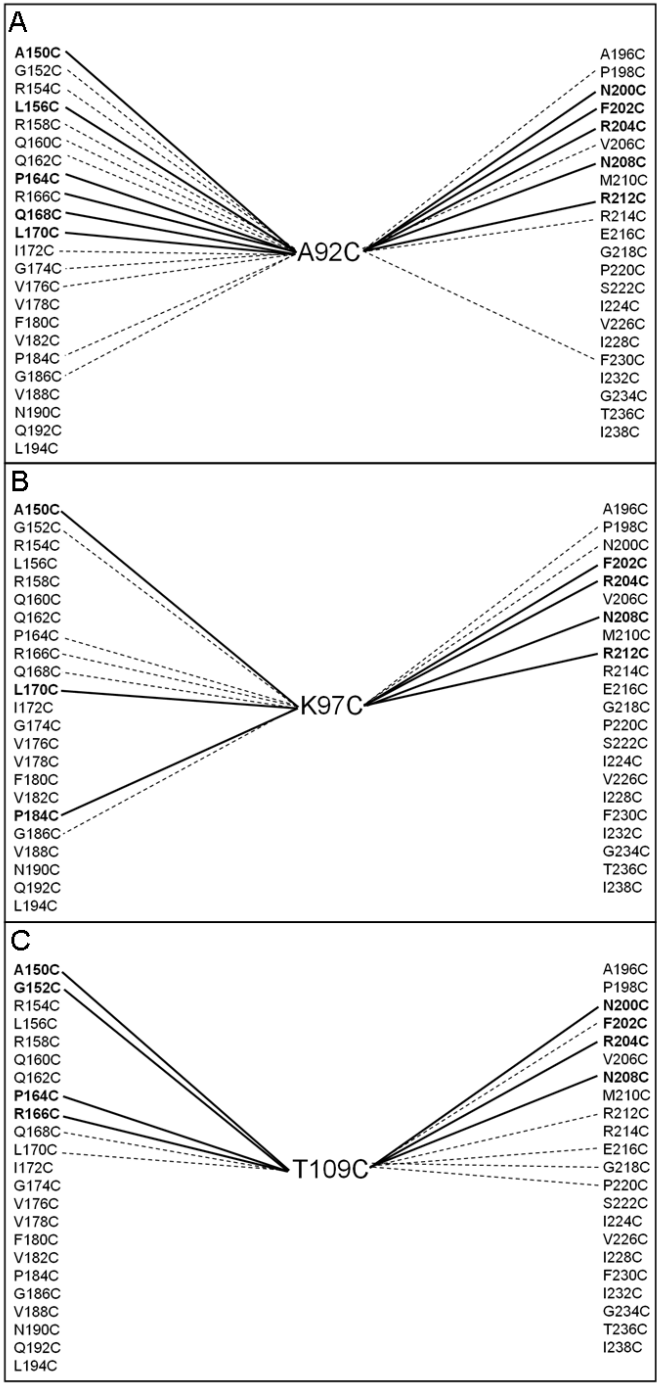 A
A150C
G152C
R154C
L156C
R158C
Q160C
Q162C
P164C
R166C
Q168C
L170C
I172C
G174C
V176C
V178C
F180C
V182C
P184C
G186C
V188C
N190C
Q192C
L194C
A92C
A196C
P198C
N200C
F202C
R204C
V206C
N208C
M210C
R212C
R214C
E216C
G218C
P220C
S222C
I224C
V226C
I228C
F230C
I232C
G234C
T236C
I238C
B
A150C
G152C
R154C
L156C
R158C
Q160C
Q162C
P164C
R166C
Q168C
L170C
I172C
G174C
V176C
V178C
F180C
V182C
P184C
G186C
V188C
N190C
Q192C
L194C
K97C
A196C
P198C
N200C
F202C
R204C
V206C
N208C
M210C
R212C
R214C
E216C
G218C
P220C
S222C
I224C
V226C
I228C
F230C
I232C
G234C
T236C
I238C
C
A150C
G152C
R154C
L156C
R158C
Q160C
Q162C
P164C
R166C
Q168C
L170C
I172C
G174C
V176C
V178C
F180C
V182C
P184C
G186C
V188C
N190C
Q192C
L194C
T109C
A196C
P198C
N200C
F202C
R204C
V206C
N208C
M210C
R212C
R214C
E216C
G218C
P220C
S222C
I224C
V226C
I228C
F230C
I232C
G234C
T236C
I238C